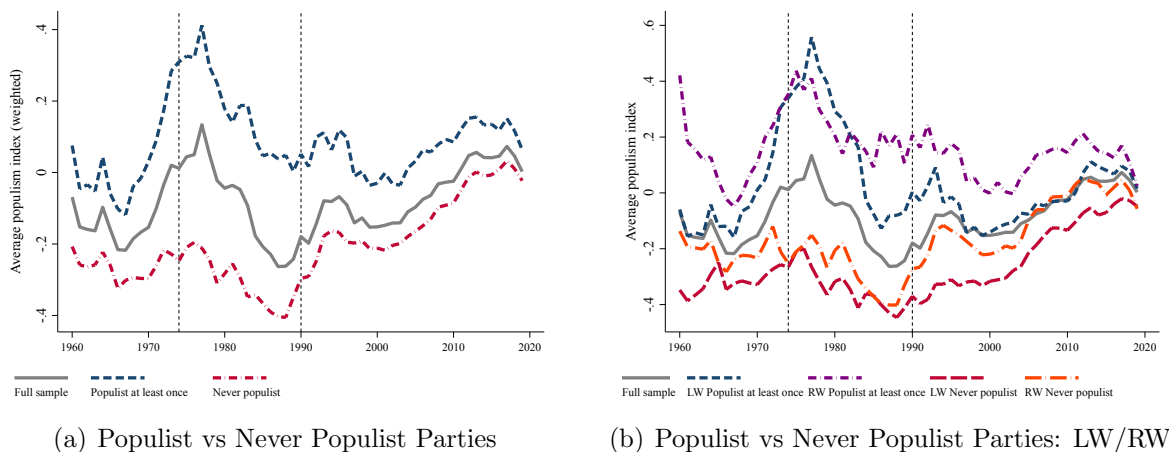 Average populism index (weighted)
.4
.2
0
-.2
-.4
1960 1970 1980 1990 2000 2010 2020
Full sample Populist at least once Never populist
(a) Populist vs Never Populist Parties
Average populism index
.6
.4
.2
0
-.2
-.4
1960 1970 1980 1990 2000 2010 2020
Full sample LW Populist at least once RW Populist at least once LW Never populist RW Never populist
(b) Populist vs Never Populist Parties: LW/RW